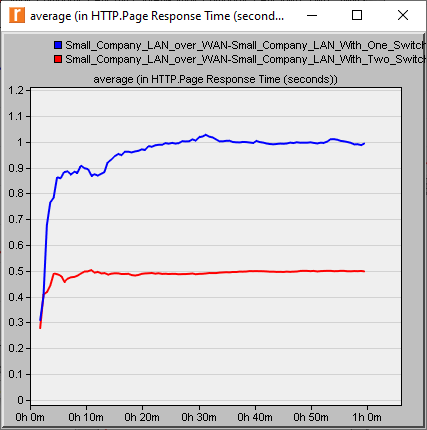 average (in HTTP.Page Response Time (second...
Small_Company_LAN_over_WAN-Small_Company_LAN_With_One_Switch
Small_Company_LAN_over_WAN-Small_Company_LAN_With_Two_Switch
average (in HTTP.Page Response Time (seconds))
1.2
1.1
1
0.9
0.8
0.7
0.6
0.5
0.4
0.3
0.2
0.1
0
0h 0m 0h 10m 0h 20m 0h 30m 0h 40m 0h 50m 1h 0m